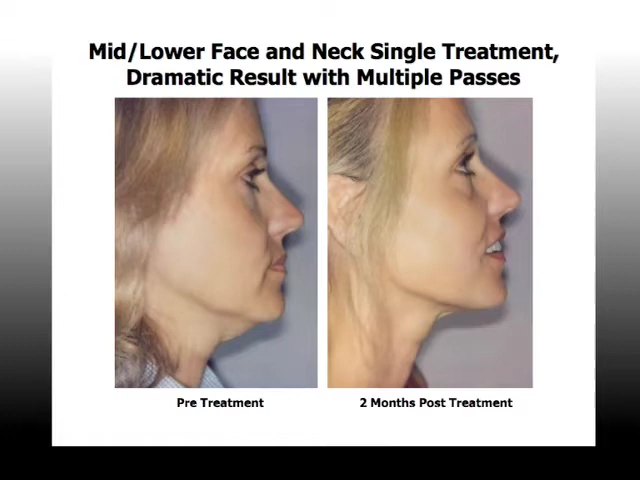 Mid/Lower Face and Neck Single Treatment,
Dramatic Result with Multiple Passes
Pre Treatment
2 Months Post Treatment